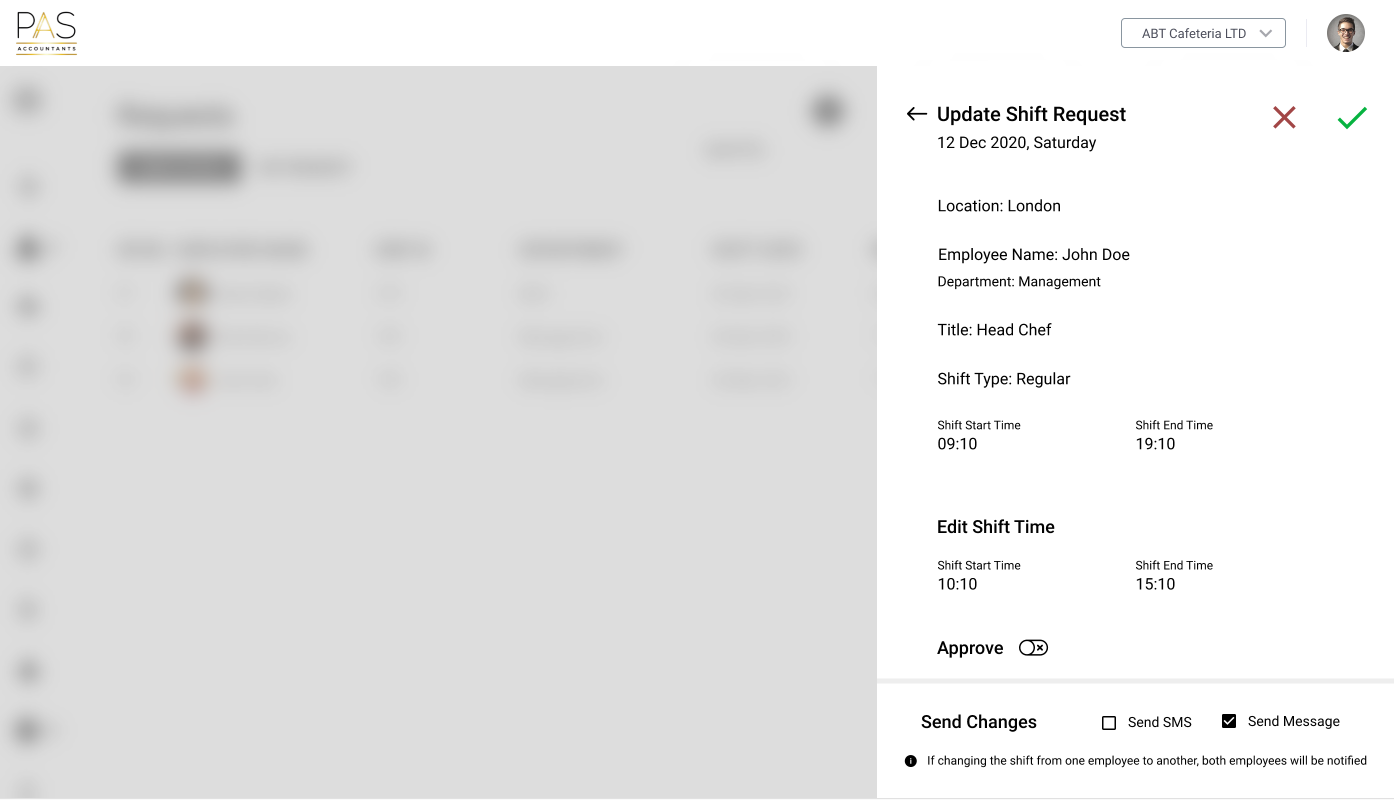 PAS
ACCOUNTANTS
ABT Cafeteria LTD
Requests
Update Shift Request
12 Dec 2020, Saturday
Location: London
Employee Name: John Doe
Department: Management
Title: Head Chef
Shift Type: Regular
Shift Start Time
Shift End Time
09:10
19:10
Edit Shift Time
Shift Start Time
Shift End Time
10:10
15:10
Approve
Send Changes
Send SMS
Send Message
If changing the shift from one employee to another, both employees will be notified